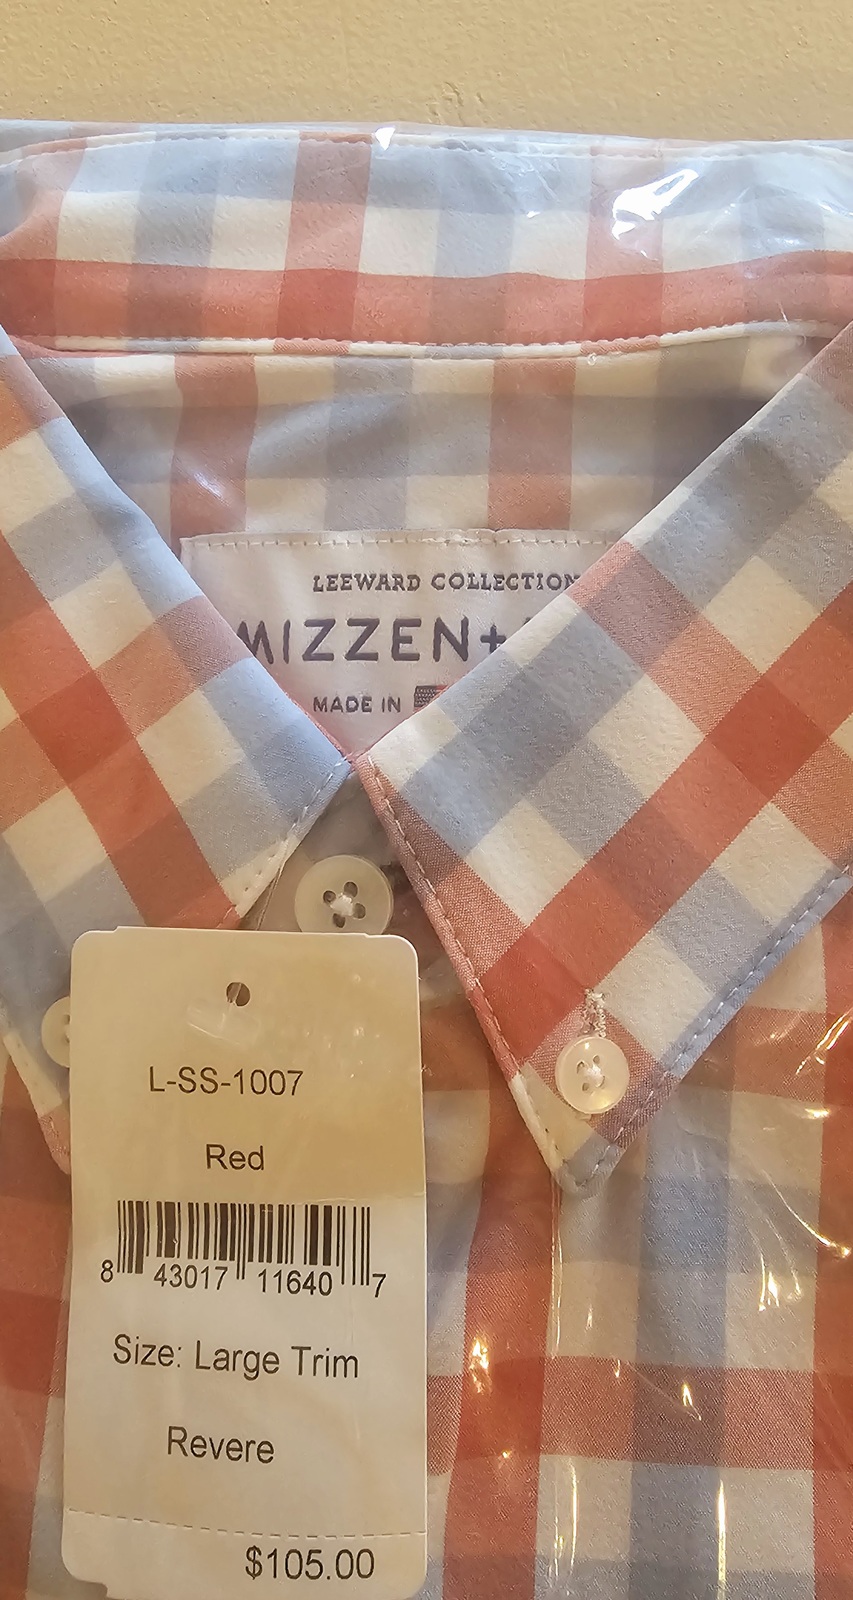 LEEWARD COLLECTION
MIZZEN+
MADE IN
L-SS-1007
Red
8 43017 11640 7
Size: Large Trim
Revere
$105.00